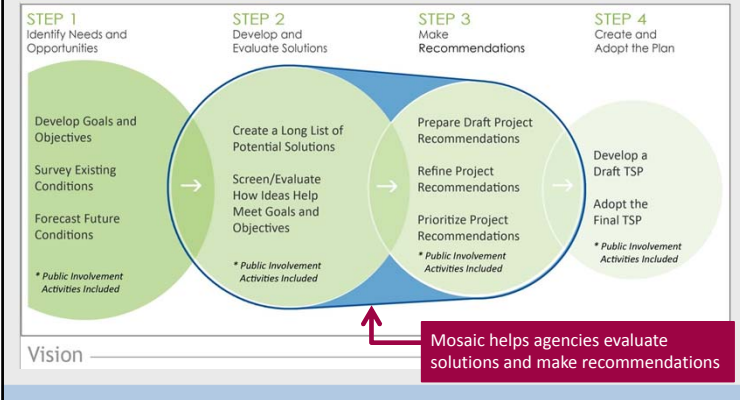 STEP 1
Identify Needs and
Opportunities
Develop Goals and
Objectives
Survey Existing
Conditions
Forecast Future
Conditions
* Public Involvement
Activities Included
STEP 2
Develop and
Evaluate Solutions
Create a Long List of
Potential Solutions
Screen/Evaluate
How Ideas Help
Meet Goals and
Objectives
* Public Involvement
Activities Included
STEP 3
Make
Recommendations
Prepare Draft Project
Recommendations
Refine Project
Recommendations
Prioritize Project
Recommendations
* Public Involvement
Activities Included
STEP 4
Create and
Adopt the Plan
Develop a
Draft TSP
Adopt the
Final TSP
* Public Involvement
Activities Included
Vision
Mosaic helps agencies evaluate
solutions and make recommendations